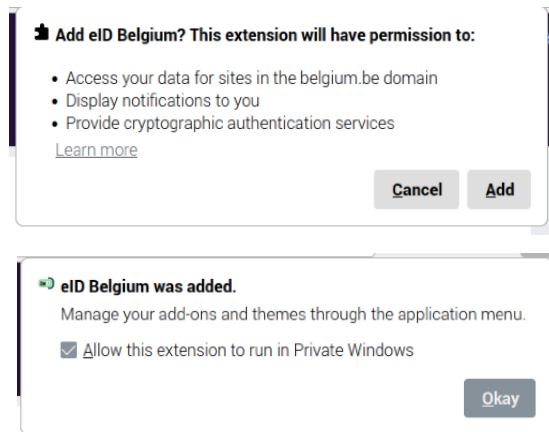 Add eID Belgium? This extension will have permission to:
• Access your data for sites in the belgium.be domain
• Display notifications to you
• Provide cryptographic authentication services
Learn more
Cancel Add
eID Belgium was added.
Manage your add-ons and themes through the application menu.
Allow this extension to run in Private Windows
Okay